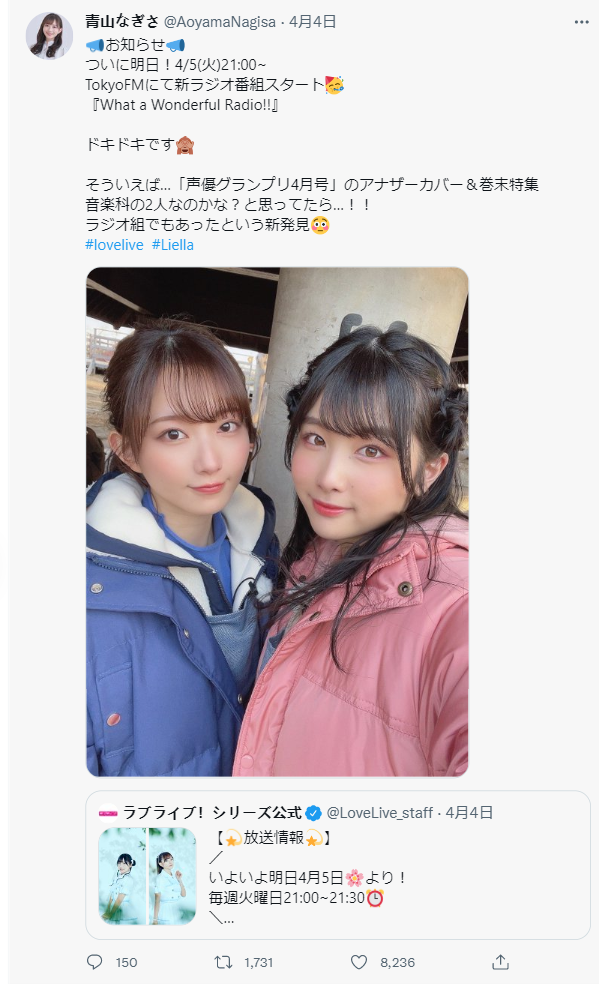 青山なぎさ @AoyamaNagisa · 4月4日
📣お知らせ📣
ついに明日！4/5(火)21:00~
TokyoFMにて新ラジオ番組スタート🥳
『What a Wonderful Radio!!』
ドキドキです🙈
そういえば…「声優グランプリ4月号」のアナザーカバー＆巻末特集
音楽科の2人なのかな？と思ってたら…！！
ラジオ組でもあったという新発見😳
#lovelive #Liella
ラブライブ！シリーズ公式 @LoveLive_staff · 4月4日
【💫放送情報💫】
／
いよいよ明日4月5日🌸より！
毎週火曜日21:00~21:30⏰
＼...
150 1,731 8,236